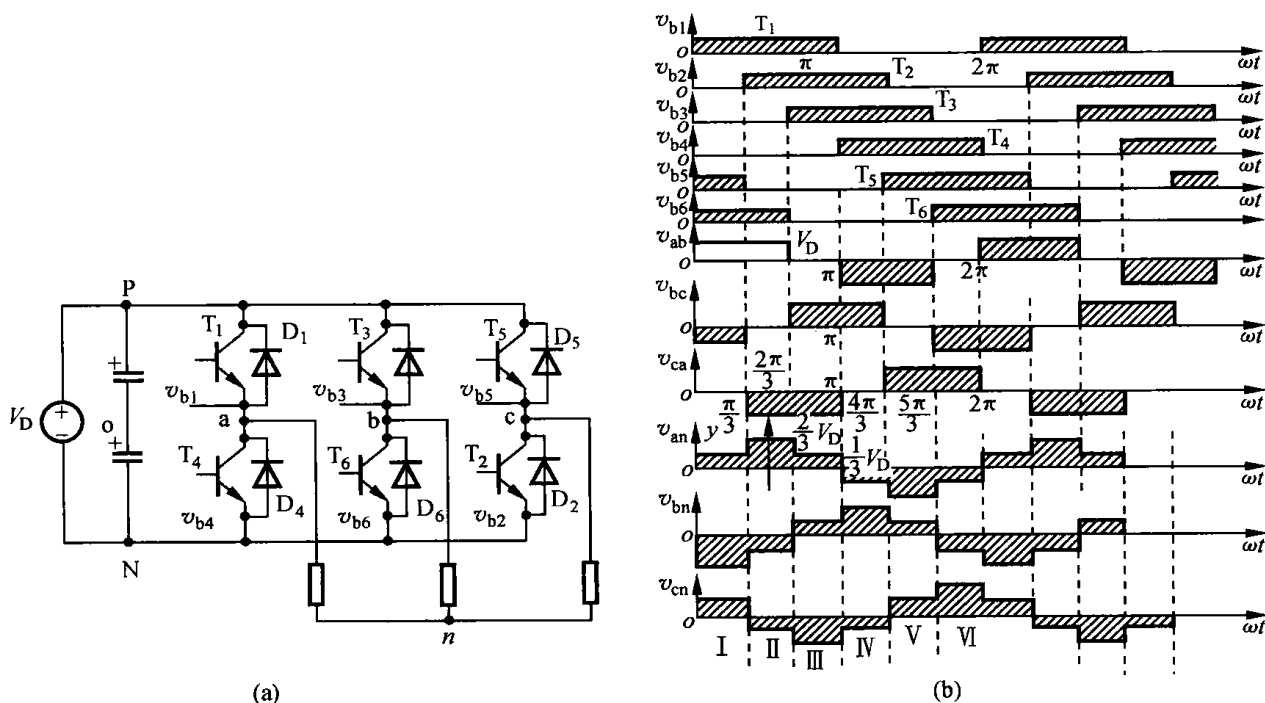 P
T₁
D₁
T₃
T₅
D₅
v_b1
v_b3
v_b5
V_D
+
−
+
o
+
a
b
c
T₄
D₄
T₆
D₆
T₂
D₂
v_b4
v_b6
v_b2
N
n
(a)
v_b1
T₁
o
π
2π
ωt
v_b2
T₂
o
ωt
v_b3
T₃
o
ωt
v_b4
T₄
o
ωt
v_b5
T₅
o
ωt
v_b6
T₆
o
ωt
v_ab
V_D
o
π
2π
ωt
v_bc
o
π
ωt
v_ca
2π/3
π
o
π/3
4π/3
5π/3
2π
ωt
v_an
y
2/3 V_D
1/3 V_D
o
ωt
v_bn
o
ωt
v_cn
o
ωt
Ⅰ Ⅱ Ⅲ Ⅳ Ⅴ Ⅵ
(b)